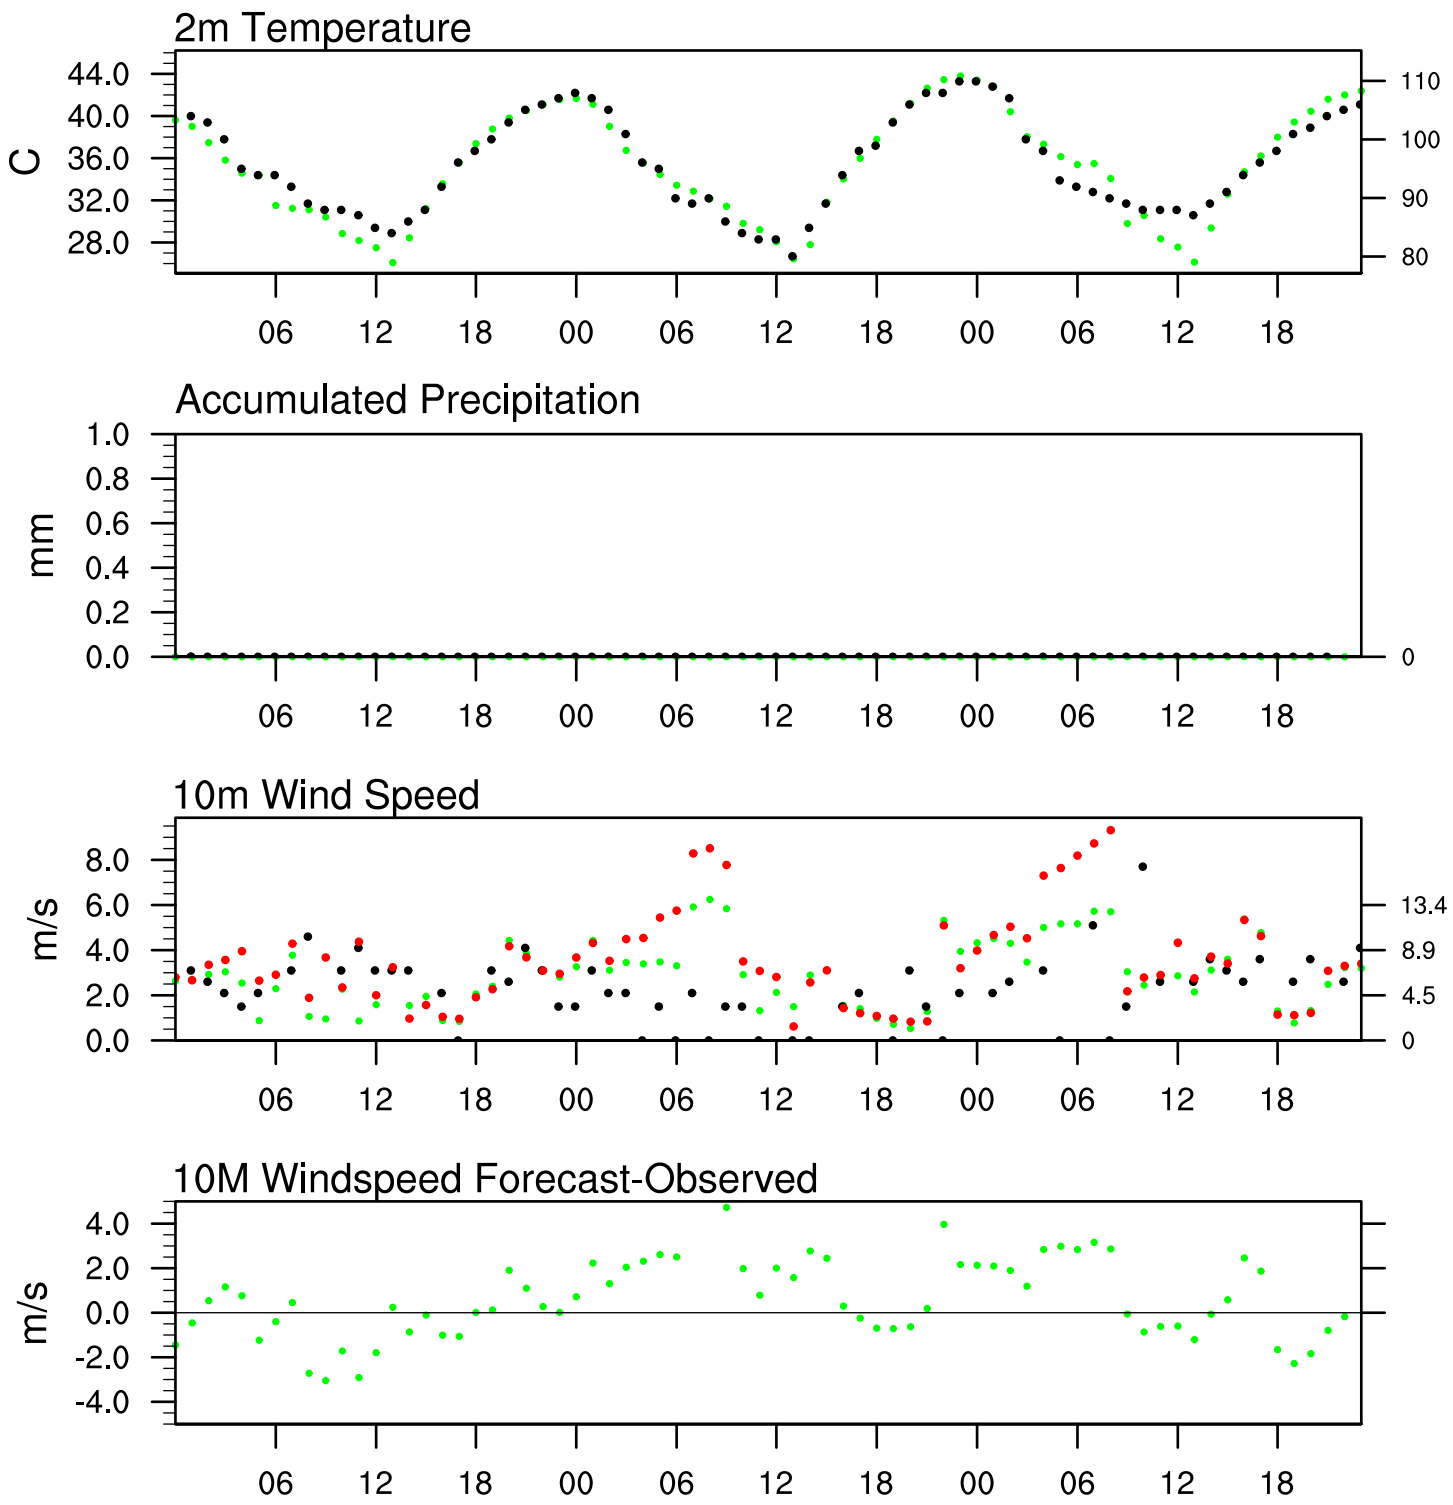 2m Temperature
44.0 110
40.0
C 36.0 100
32.0 90
28.0 80
06 12 18 00 06 12 18 00 06 12 18
Accumulated Precipitation
1.0
0.8
0.6
mm
0.4
0.2
0.0 0
06 12 18 00 06 12 18 00 06 12 18
10m Wind Speed
8.0
6.0 13.4
m/s
4.0 8.9
2.0 4.5
0.0 0
06 12 18 00 06 12 18 00 06 12 18
10M Windspeed Forecast-Observed
4.0
2.0
m/s 0.0
-2.0
-4.0
06 12 18 00 06 12 18 00 06 12 18